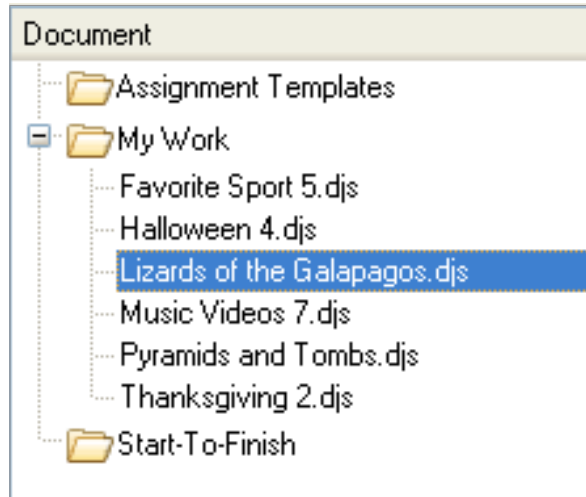 Document
Assignment Templates
My Work
Favorite Sport 5.djs
Halloween 4.djs
Lizards of the Galapagos.djs
Music Videos 7.djs
Pyramids and Tombs.djs
Thanksgiving 2.djs
Start-To-Finish